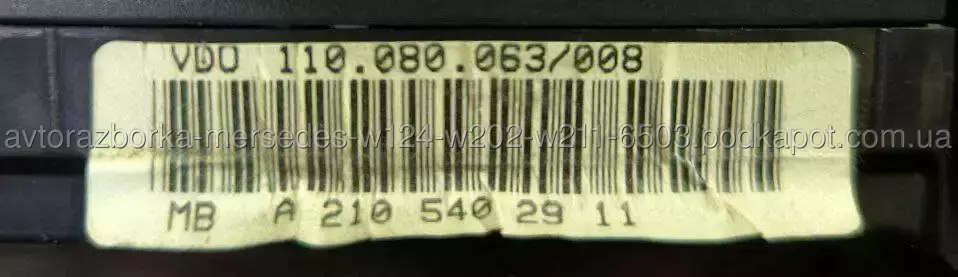 VDO 110.080.063/008
avtorazborka-mersedes-w124-w202-w211-6503.podkapot.com.ua
MB A 210 540 29 11